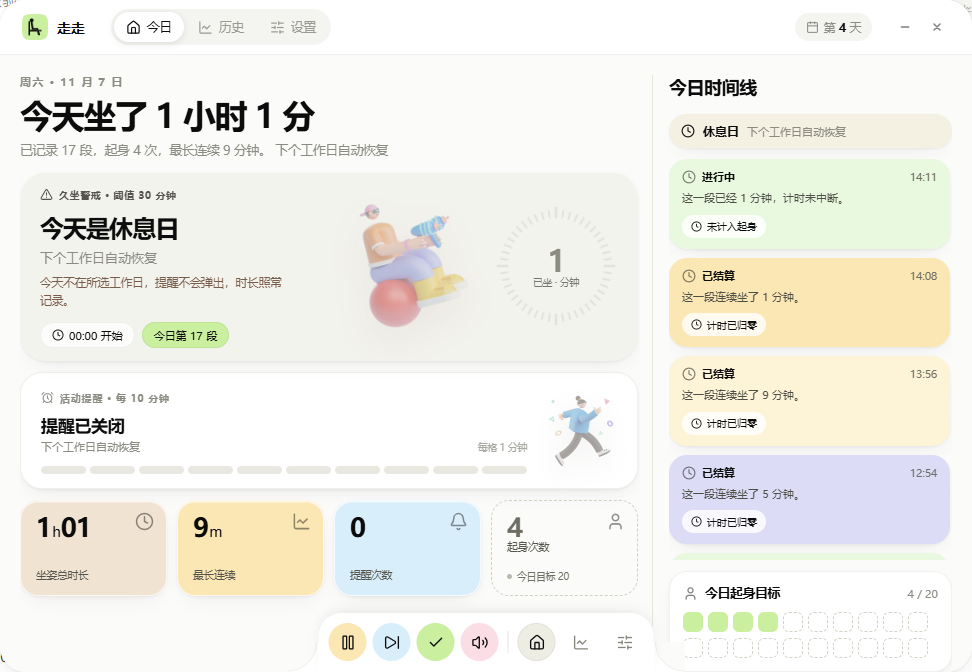 走走
今日
历史
设置
第 4 天
周六 • 11 月 7 日
今天坐了 1 小时 1 分
已记录 17 段，起身 4 次，最长连续 9 分钟。 下个工作日自动恢复
久坐警戒 • 阈值 30 分钟
今天是休息日
下个工作日自动恢复
今天不在所选工作日，提醒不会弹出，时长照常
记录。
00:00 开始
今日第 17 段
1
已坐 · 分钟
活动提醒 • 每 10 分钟
提醒已关闭
下个工作日自动恢复
每格 1 分钟
1h01
坐姿总时长
9m
最长连续
0
提醒次数
4
起身次数
今日目标 20
今日时间线
休息日 下个工作日自动恢复
进行中 14:11
这一段已经 1 分钟，计时未中断。
未计入起身
已结算 14:08
这一段连续坐了 1 分钟。
计时已归零
已结算 13:56
这一段连续坐了 9 分钟。
计时已归零
已结算 12:54
这一段连续坐了 5 分钟。
计时已归零
今日起身目标 4 / 20